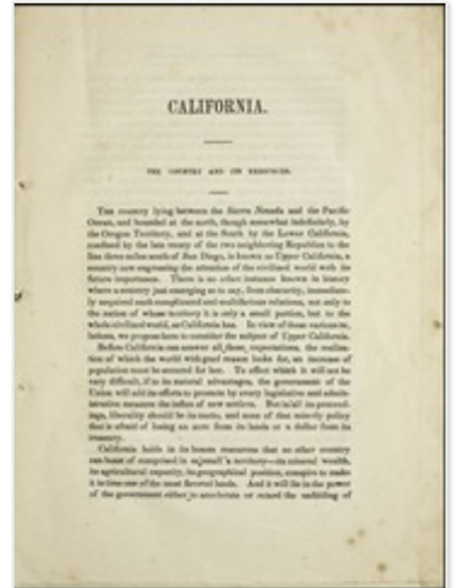 CALIFORNIA.
THE COUNTRY AND ITS RESOURCES.
The country lying between the Sierra Nevada and the Pacific
Ocean, and bounded at the north, though somewhat indefinitely, by
the Oregon Territory, and at the South by the Lower California,
confined by the late treaty of the two neighboring Republics to the
line three miles south of San Diego, is known as Upper California, a
country now engrossing the attention of the civilized world with its
future importance. There is no other instance known in history
where a country just emerging as to say, from obscurity, immediate-
ly acquired such complicated and multifarious relations, not only to
the nation of whose territory it is only a small portion, but to the
whole civilized world, as California has. In view of these various re-
lations, we propose here to consider the subject of Upper California.
Before California can answer all these expectations, the realiza-
tion of which the world with good reason looks for, an increase of
population must be secured for her. To effect which it will not be
very difficult, if to its natural advantages, the government of the
Union will add its efforts to promote by every legislative and admin-
istrative measure the influx of new settlers. But in all its proceed-
ings, liberality should be its motto, and none of that miserly policy
that is afraid of losing an acre from its lands or a dollar from its
treasury.
California holds in its bosom resources that no other country
can boast of comprised in so small a territory—its mineral wealth,
its agricultural capacity, its geographical position, conspire to make
it in time one of the most favored lands. And it will lie in the power
of the government either to accelerate or retard the unfolding of